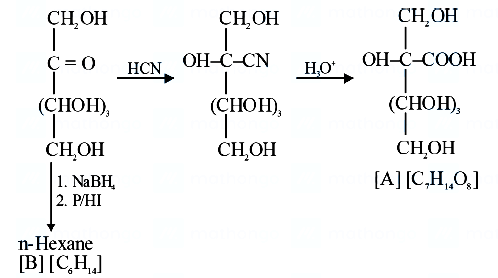 CH₂OH
C = O
(CHOH)₃
CH₂OH
HCN
CH₂OH
OH–C–CN
(CHOH)₃
CH₂OH
H₃O⁺
CH₂OH
OH–C–COOH
(CHOH)₃
CH₂OH
[A] [C₇H₁₄O₈]
1. NaBH₄
2. P/HI
n-Hexane
[B] [C₆H₁₄]